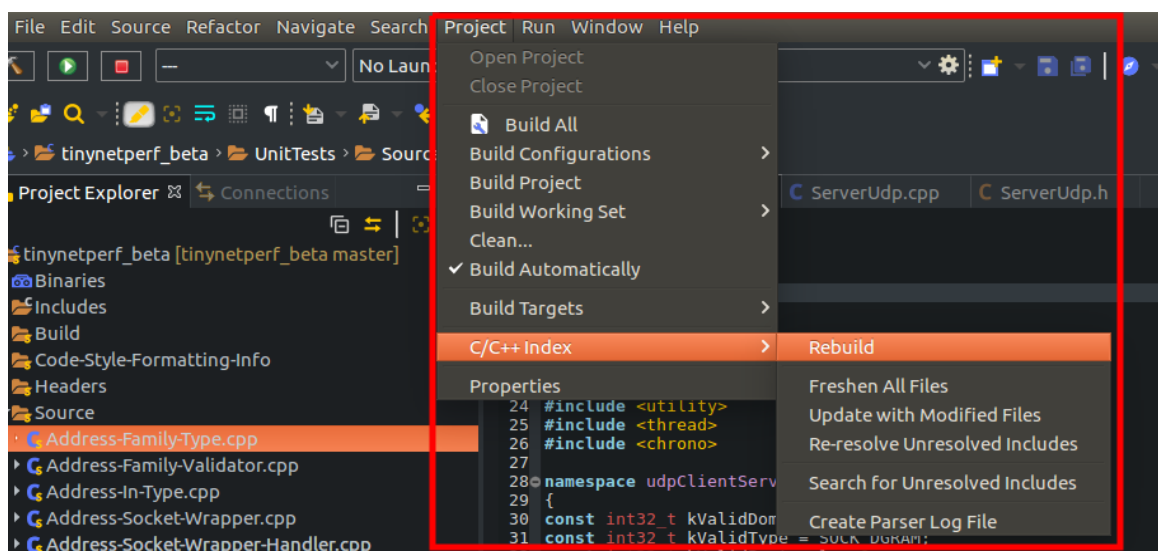 File Edit Source Refactor Navigate Search Project Run Window Help
--- No Laun
Open Project
Close Project
Build All
Build Configurations
Build Project
Build Working Set
Clean...
Build Automatically
Build Targets
C/C++ Index
Properties
Rebuild
Freshen All Files
Update with Modified Files
Re-resolve Unresolved Includes
Search for Unresolved Includes
Create Parser Log File
tinynetperf_beta UnitTests Sourc
Project Explorer Connections
ServerUdp.cpp ServerUdp.h
tinynetperf_beta [tinynetperf_beta master]
Binaries
Includes
Build
Code-Style-Formatting-Info
Headers
Source
Address-Family-Type.cpp
Address-Family-Validator.cpp
Address-In-Type.cpp
Address-Socket-Wrapper.cpp
Address-Socket-Wrapper-Handler.cpp
24 #include <utility>
25 #include <thread>
26 #include <chrono>
27
28 namespace udpClientServ
29 {
30 const int32_t kValidDom
31 const int32_t kValidType = SOCK_DGRAM;